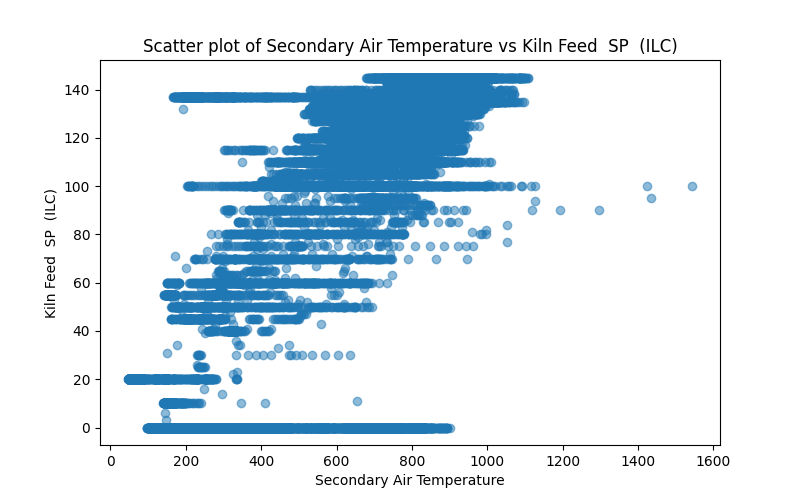 Scatter plot of Secondary Air Temperature vs Kiln Feed  SP  (ILC)
Kiln Feed  SP  (ILC)
140
120
100
80
60
40
20
0
0 200 400 600 800 1000 1200 1400 1600
Secondary Air Temperature